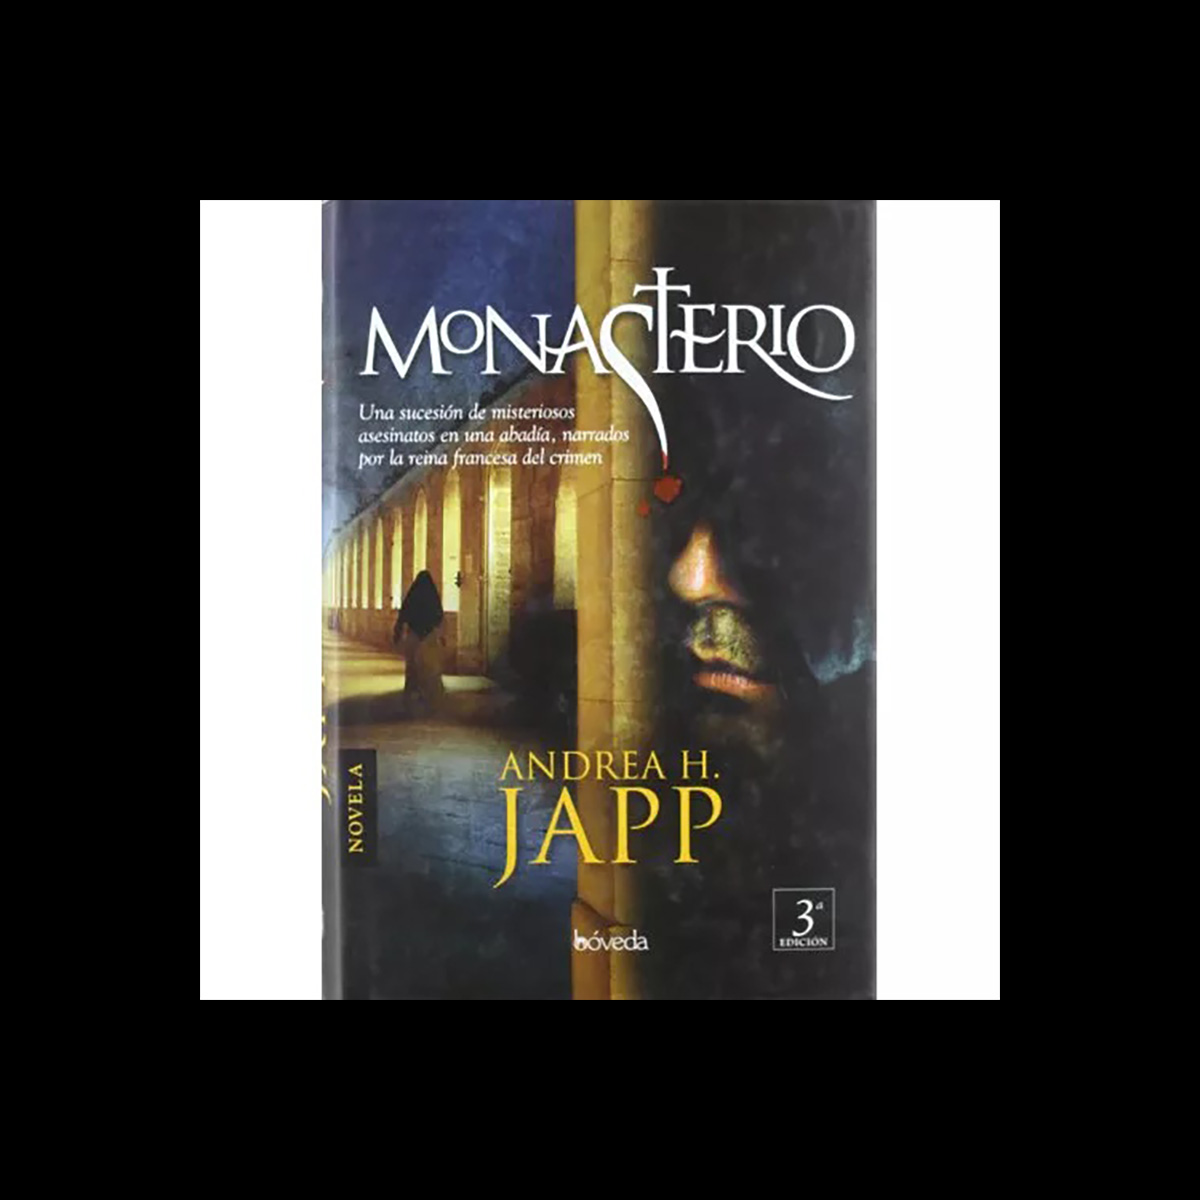 MONASTERIO
Una sucesión de misteriosos
asesinatos en una abadía, narrados
por la reina francesa del crimen
NOVELA
ANDREA H.
JAPP
bóveda
3ª
EDICIÓN